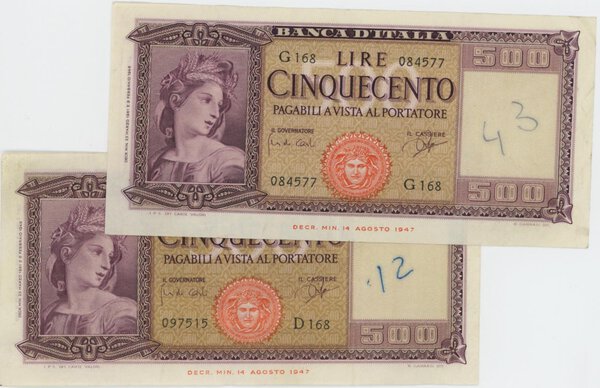 BANCA D'ITALIA
G 168 LIRE 084577
500
CINQUECENTO
PAGABILI A VISTA AL PORTATORE
IL GOVERNATORE IL CASSIERE
43
084577 G 168
500
DECR. MIN. 14 AGOSTO 1947
CINQUECENTO
PAGABILI A VISTA AL PORTATORE
IL GOVERNATORE IL CASSIERE
.12
097515 D 168
500
DECR. MIN. 14 AGOSTO 1947